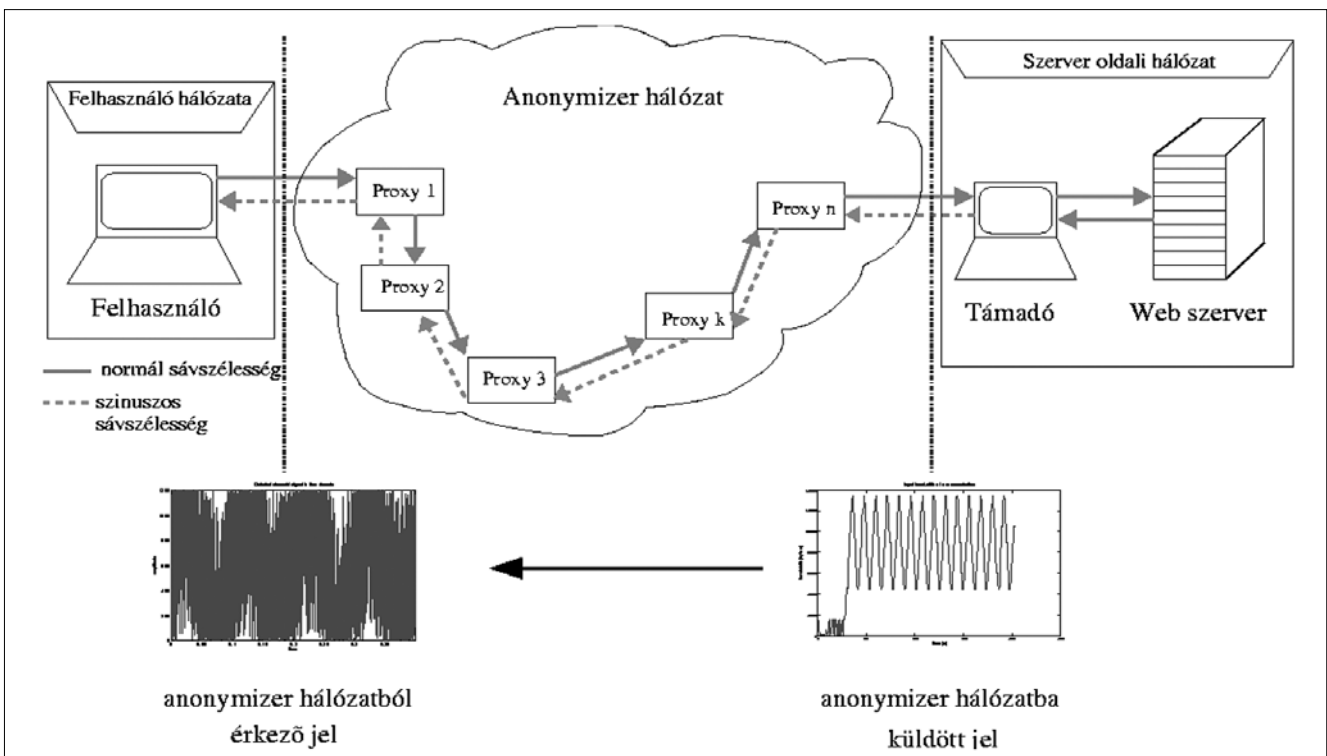 Felhasználó hálózata
Anonymizer hálózat
Szerver oldali hálózat
Proxy 1
Proxy n
Proxy 2
Proxy k
Proxy 3
Felhasználó
Támadó
Web szerver
normál sávszélesség
szinuszos
sávszélesség
anonymizer hálózatból
érkezõ jel
anonymizer hálózatba
küldött jel